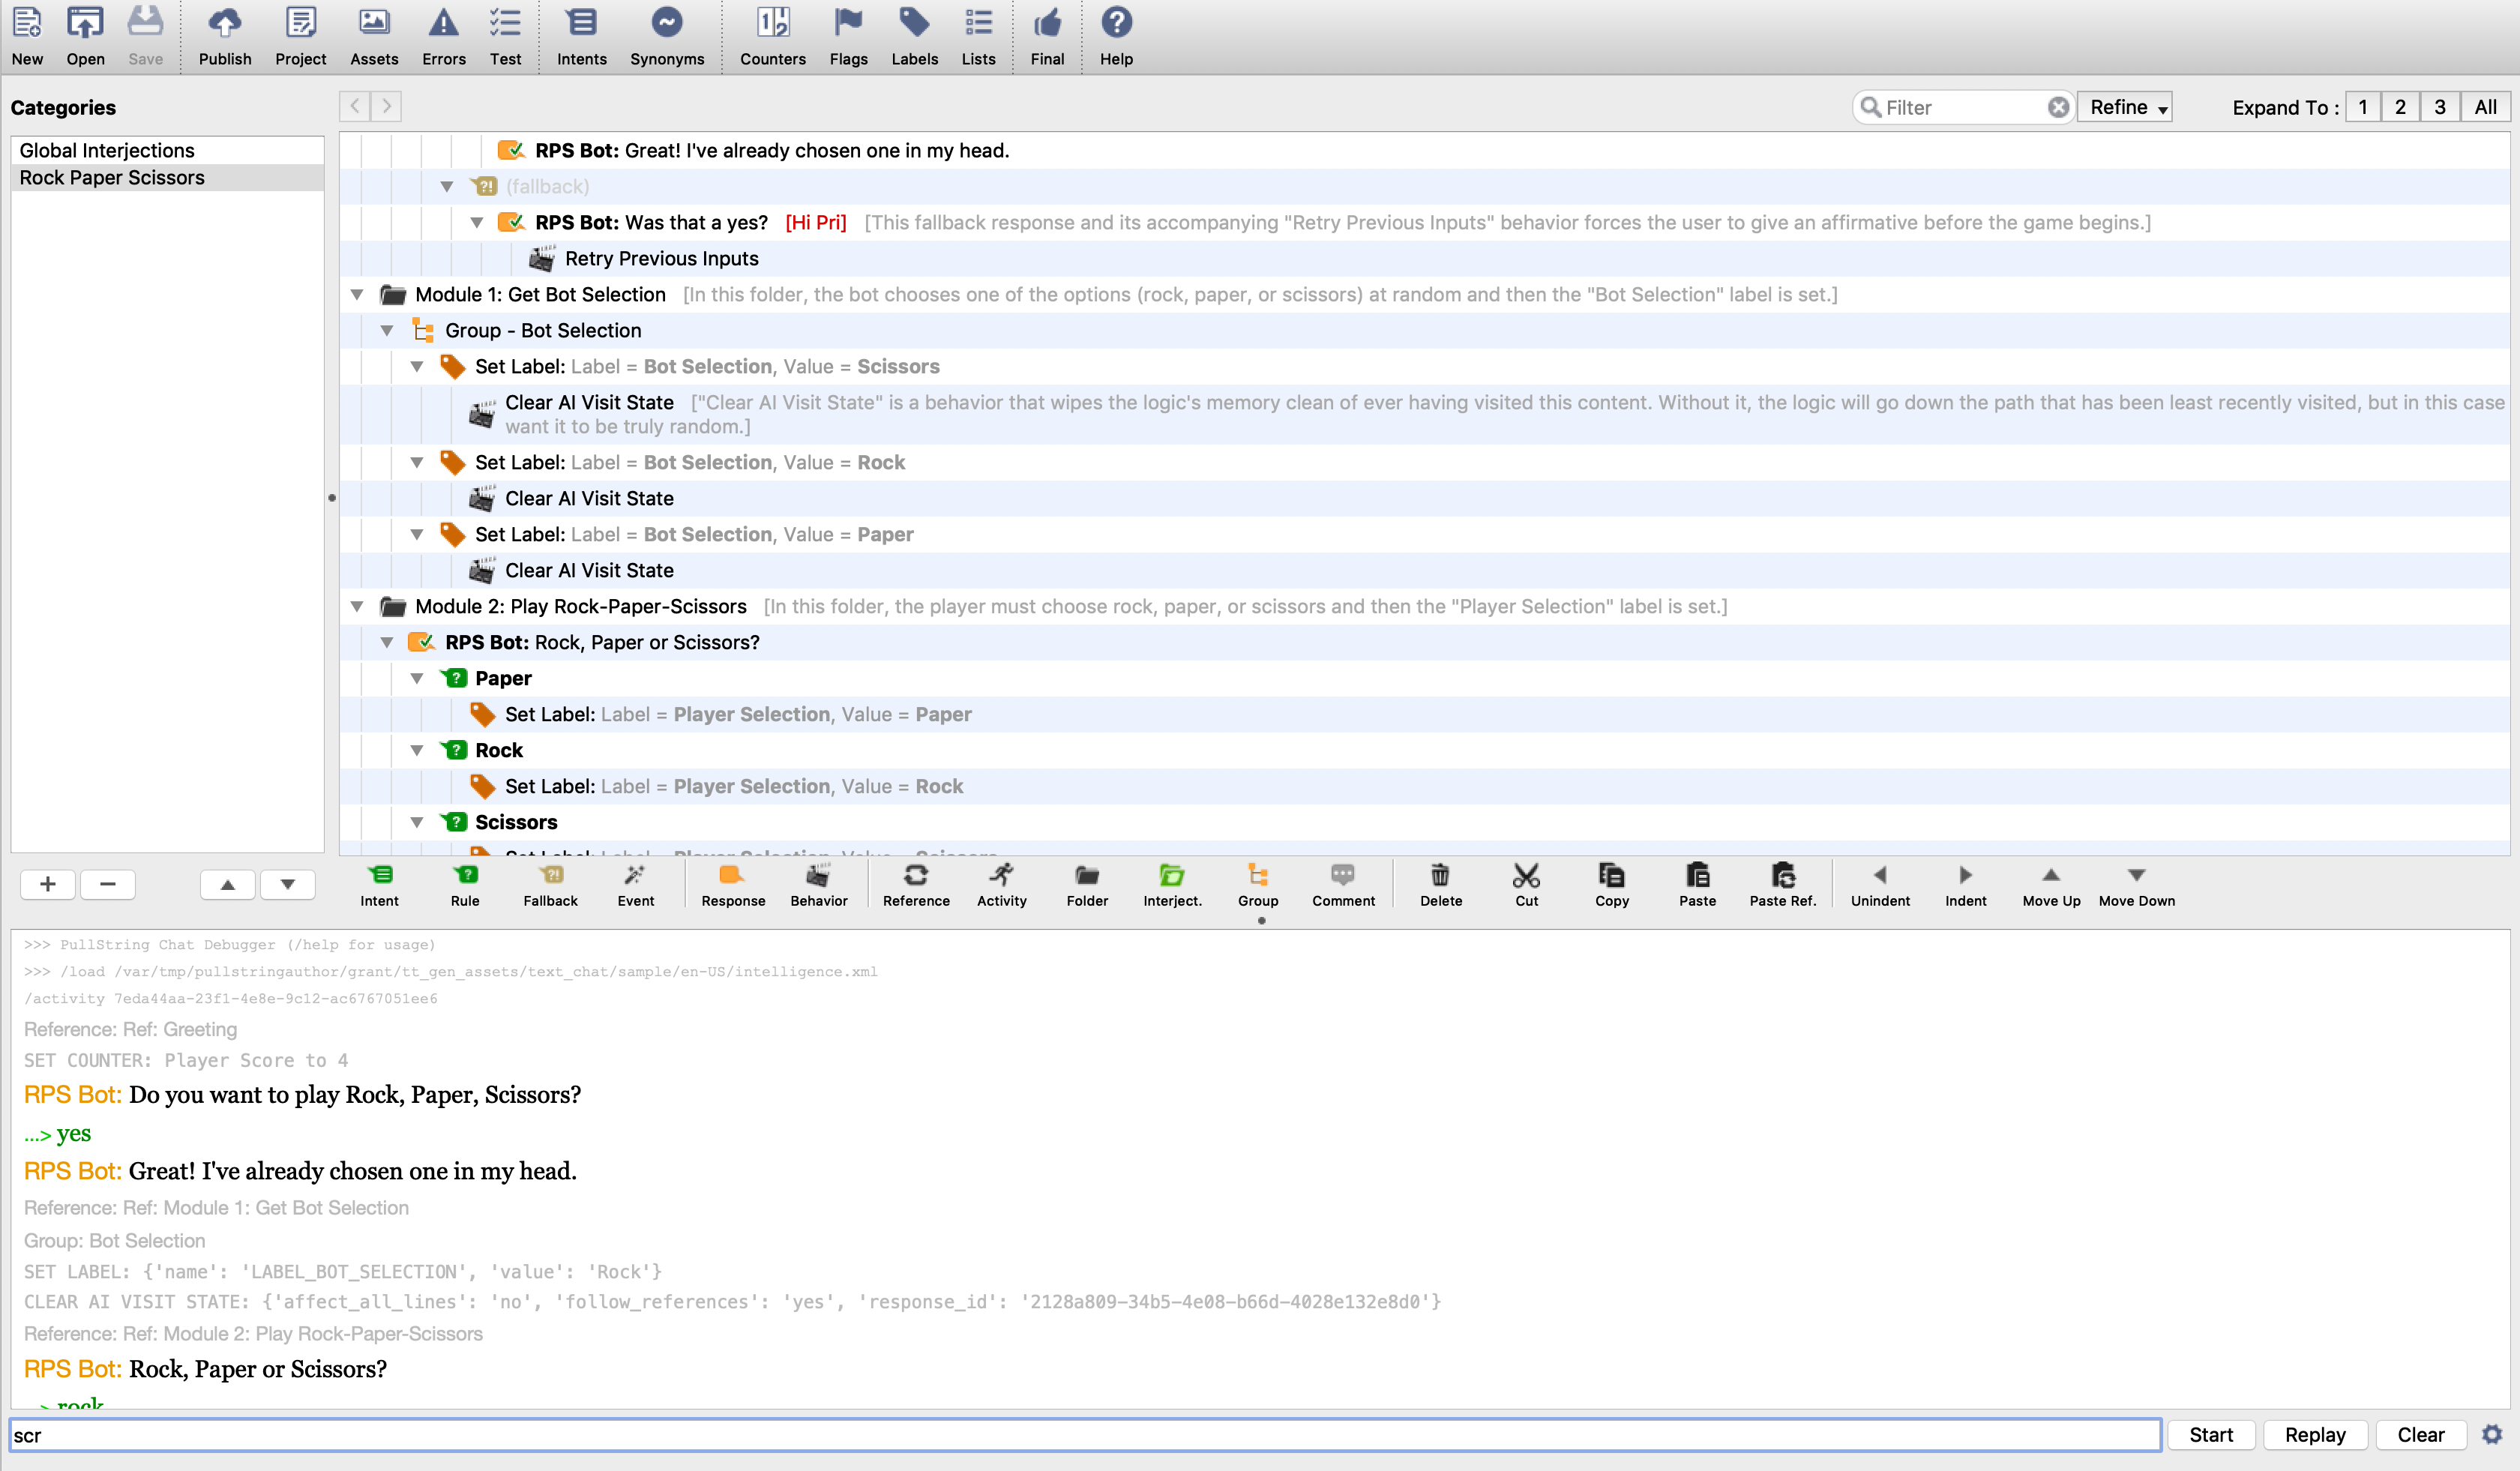 New Open Save Publish Project Assets Errors Test Intents Synonyms Counters Flags Labels Lists Final Help
Categories
Filter Refine Expand To : 1 2 3 All
Global Interjections
Rock Paper Scissors
RPS Bot: Great! I've already chosen one in my head.
(fallback)
RPS Bot: Was that a yes? [Hi Pri] [This fallback response and its accompanying "Retry Previous Inputs" behavior forces the user to give an affirmative before the game begins.]
Retry Previous Inputs
Module 1: Get Bot Selection [In this folder, the bot chooses one of the options (rock, paper, or scissors) at random and then the "Bot Selection" label is set.]
Group - Bot Selection
Set Label: Label = Bot Selection, Value = Scissors
Clear AI Visit State ["Clear AI Visit State" is a behavior that wipes the logic's memory clean of ever having visited this content. Without it, the logic will go down the path that has been least recently visited, but in this case
want it to be truly random.]
Set Label: Label = Bot Selection, Value = Rock
Clear AI Visit State
Set Label: Label = Bot Selection, Value = Paper
Clear AI Visit State
Module 2: Play Rock-Paper-Scissors [In this folder, the player must choose rock, paper, or scissors and then the "Player Selection" label is set.]
RPS Bot: Rock, Paper or Scissors?
Paper
Set Label: Label = Player Selection, Value = Paper
Rock
Set Label: Label = Player Selection, Value = Rock
Scissors
Set Label: Label = Player Selection, Value = Scissors
Intent Rule Fallback Event Response Behavior Reference Activity Folder Interject. Group Comment Delete Cut Copy Paste Paste Ref. Unindent Indent Move Up Move Down
>>> PullString Chat Debugger (/help for usage)
>>> /load /var/tmp/pullstringauthor/grant/tt_gen_assets/text_chat/sample/en-US/intelligence.xml
/activity 7eda44aa-23f1-4e8e-9c12-ac6767051ee6
Reference: Ref: Greeting
SET COUNTER: Player Score to 4
RPS Bot: Do you want to play Rock, Paper, Scissors?
...> yes
RPS Bot: Great! I've already chosen one in my head.
Reference: Ref: Module 1: Get Bot Selection
Group: Bot Selection
SET LABEL: {'name': 'LABEL_BOT_SELECTION', 'value': 'Rock'}
CLEAR AI VISIT STATE: {'affect_all_lines': 'no', 'follow_references': 'yes', 'response_id': '2128a809-34b5-4e08-b66d-4028e132e8d0'}
Reference: Ref: Module 2: Play Rock-Paper-Scissors
RPS Bot: Rock, Paper or Scissors?
...> rock
scr Start Replay Clear